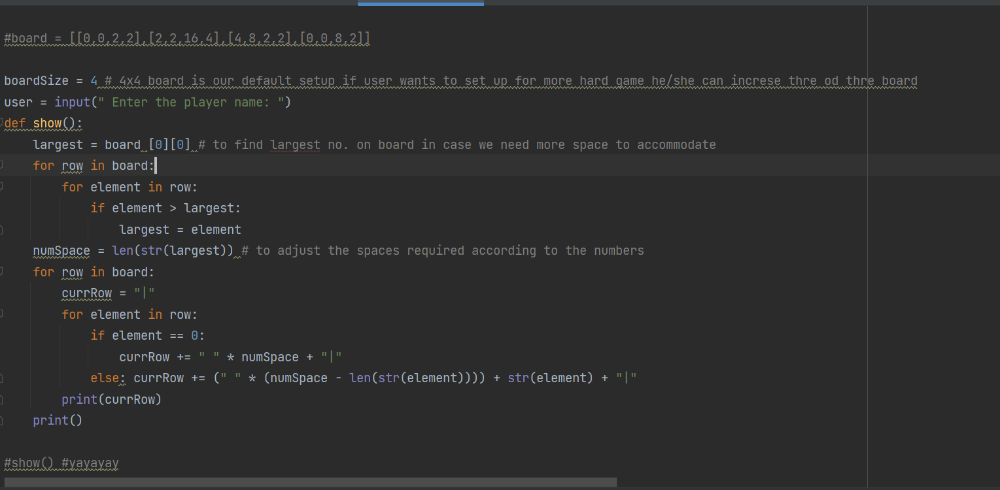 #board = [[0,0,2,2],[2,2,16,4],[4,8,2,2],[0,0,8,2]]
boardSize = 4 # 4x4 board is our default setup if user wants to set up for more hard game he/she can increse thre od thre board
user = input(" Enter the player name: ")
def show():
    largest = board [0][0] # to find largest no. on board in case we need more space to accommodate
    for row in board:
        for element in row:
            if element > largest:
                largest = element
    numSpace = len(str(largest)) # to adjust the spaces required according to the numbers
    for row in board:
        currRow = "|"
        for element in row:
            if element == 0:
                currRow += " " * numSpace + "|"
            else: currRow += (" " * (numSpace - len(str(element)))) + str(element) + "|"
        print(currRow)
    print()
#show() #yayayay